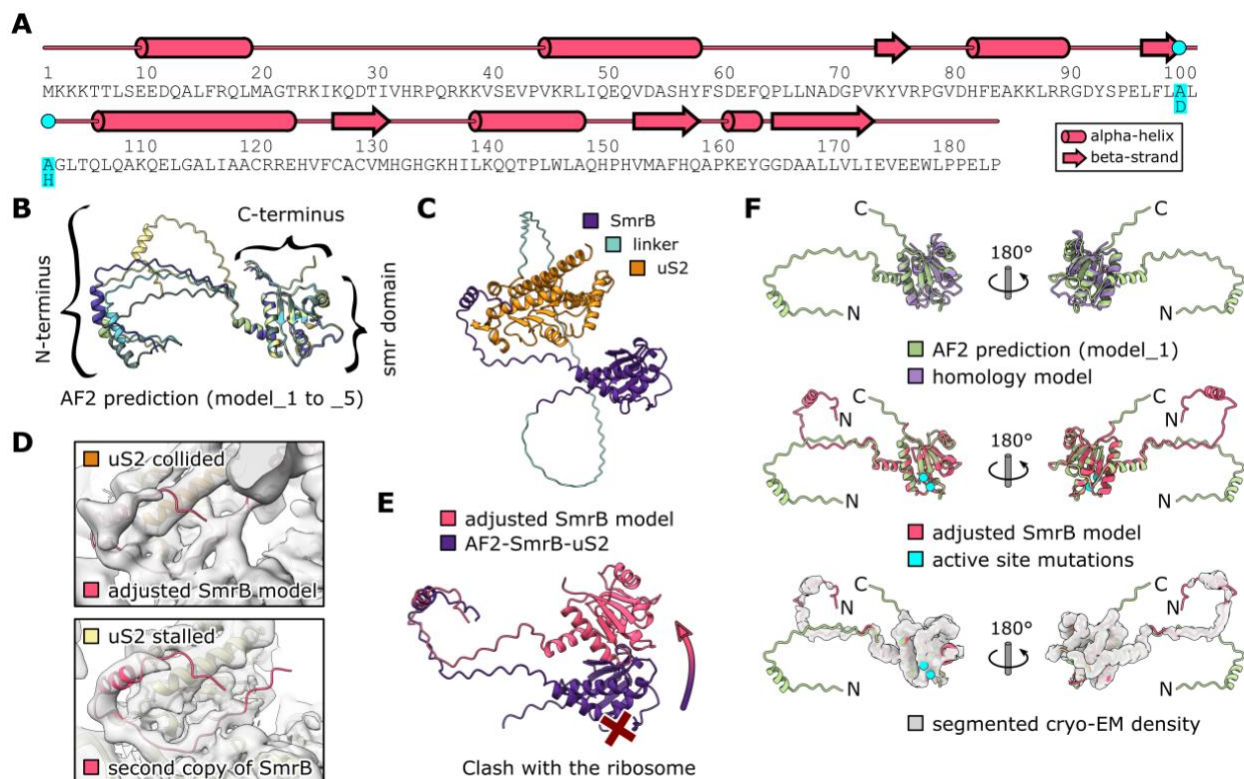 A
1 10 20 30 40 50 60 70 80 90 100
MKKKTTLSEEDQALFRQLMAGTRKIKQDTIVHRPQRKKVSEVPVKRLIQEQVDASHYFSDEFQPLLNADGPVKYVRPGVDHFEAKKLRRGDYSPELFLAL
D
110 120 130 140 150 160 170 180
AGLTQLQAKQELGALIAACRREHVFCACVMHGHGKHILKQQTPLWLAQHPHVMAFHQAPKEYGGDAALLVLIEVEEWLPPELP
H
alpha-helix
beta-strand
B
C-terminus
N-terminus
smr domain
AF2 prediction (model_1 to _5)
C
SmrB
linker
uS2
D
uS2 collided
adjusted SmrB model
uS2 stalled
second copy of SmrB
E
adjusted SmrB model
AF2-SmrB-uS2
Clash with the ribosome
F
C
N
180°
C
N
AF2 prediction (model_1)
homology model
C
N
N
180°
C
N
N
adjusted SmrB model
active site mutations
C
N
N
180°
C
N
N
segmented cryo-EM density